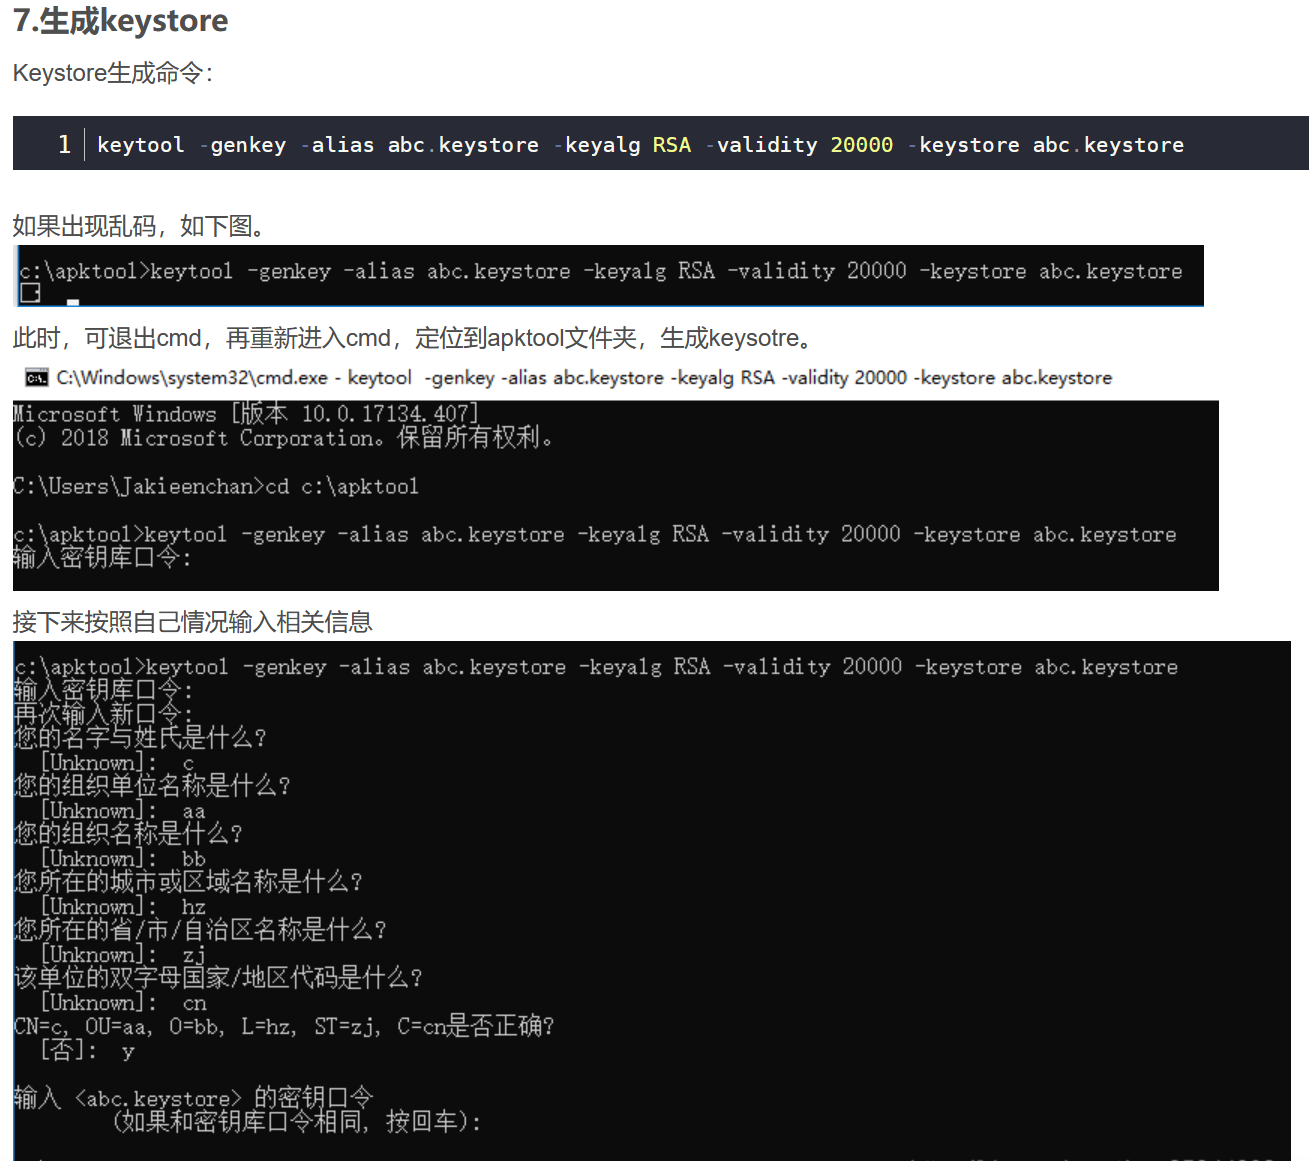 7.生成keystore
Keystore生成命令：
1 keytool -genkey -alias abc.keystore -keyalg RSA -validity 20000 -keystore abc.keystore
如果出现乱码，如下图。
c:\apktool>keytool -genkey -alias abc.keystore -keyalg RSA -validity 20000 -keystore abc.keystore
此时，可退出cmd，再重新进入cmd，定位到apktool文件夹，生成keysotre。
C:\Windows\system32\cmd.exe - keytool  -genkey -alias abc.keystore -keyalg RSA -validity 20000 -keystore abc.keystore
Microsoft Windows [版本 10.0.17134.407]
(c) 2018 Microsoft Corporation。保留所有权利。
C:\Users\Jakieenchan>cd c:\apktool
c:\apktool>keytool -genkey -alias abc.keystore -keyalg RSA -validity 20000 -keystore abc.keystore
输入密钥库口令:
接下来按照自己情况输入相关信息
c:\apktool>keytool -genkey -alias abc.keystore -keyalg RSA -validity 20000 -keystore abc.keystore
输入密钥库口令:
再次输入新口令:
您的名字与姓氏是什么?
[Unknown]:  c
您的组织单位名称是什么?
[Unknown]:  aa
您的组织名称是什么?
[Unknown]:  bb
您所在的城市或区域名称是什么?
[Unknown]:  hz
您所在的省/市/自治区名称是什么?
[Unknown]:  zj
该单位的双字母国家/地区代码是什么?
[Unknown]:  cn
CN=c, OU=aa, O=bb, L=hz, ST=zj, C=cn是否正确?
[否]:  y
输入 <abc.keystore> 的密钥口令
(如果和密钥库口令相同, 按回车):